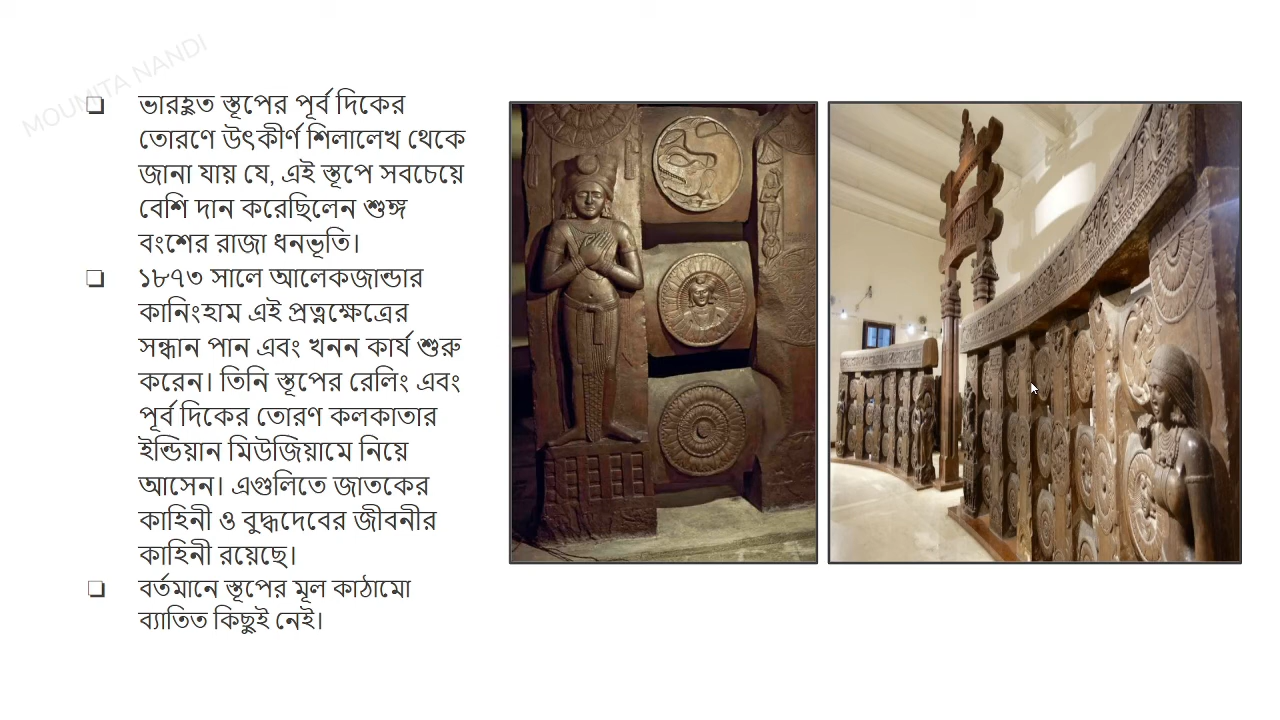 MOUMITA NANDI
❏ ভারহুত স্তূপের পূর্ব দিকের
তোরণে উৎকীর্ণ শিলালেখ থেকে
জানা যায় যে, এই স্তূপে সবচেয়ে
বেশি দান করেছিলেন শুঙ্গ
বংশের রাজা ধনভূতি।
❏ ১৮৭৩ সালে আলেকজান্ডার
কানিংহাম এই প্রত্নক্ষেত্রের
সন্ধান পান এবং খনন কার্য শুরু
করেন। তিনি স্তূপের রেলিং এবং
পূর্ব দিকের তোরণ কলকাতার
ইন্ডিয়ান মিউজিয়ামে নিয়ে
আসেন। এগুলিতে জাতকের
কাহিনী ও বুদ্ধদেবের জীবনীর
কাহিনী রয়েছে।
❏ বর্তমানে স্তূপের মূল কাঠামো
ব্যাতিত কিছুই নেই।